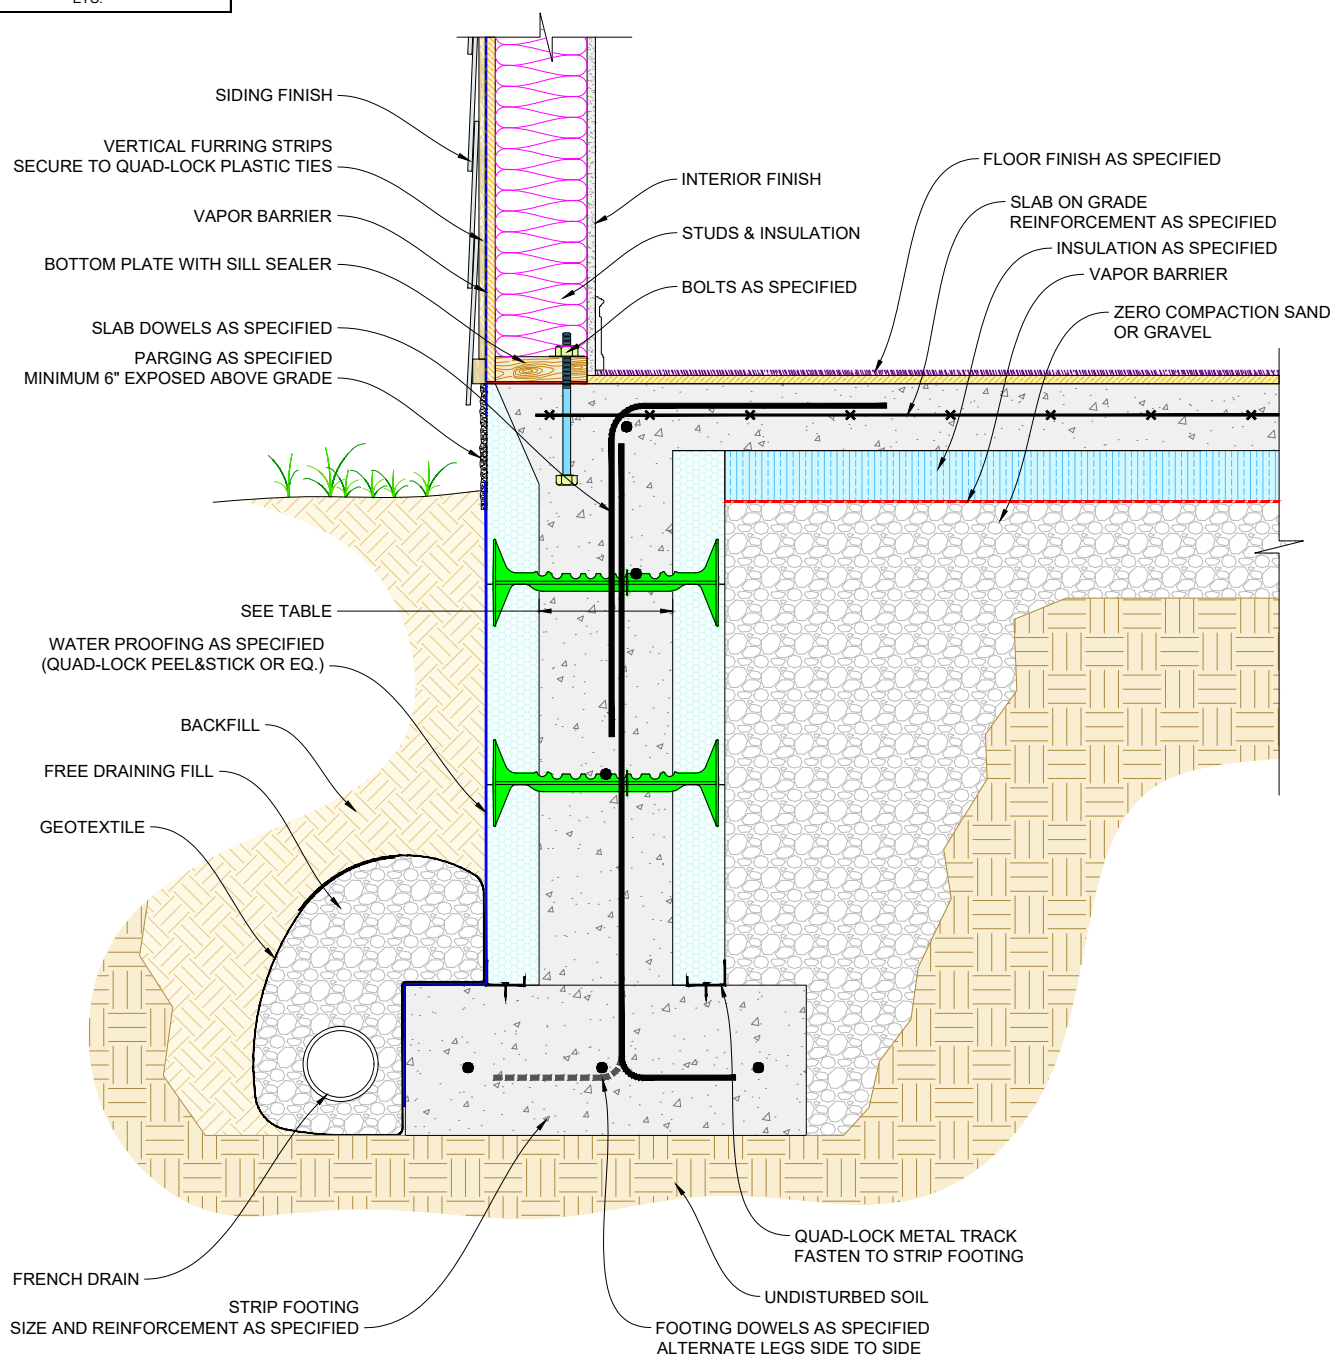 ETC.
SIDING FINISH
VERTICAL FURRING STRIPS
SECURE TO QUAD-LOCK PLASTIC TIES
VAPOR BARRIER
BOTTOM PLATE WITH SILL SEALER
SLAB DOWELS AS SPECIFIED
PARGING AS SPECIFIED
MINIMUM 6" EXPOSED ABOVE GRADE
INTERIOR FINISH
STUDS & INSULATION
BOLTS AS SPECIFIED
FLOOR FINISH AS SPECIFIED
SLAB ON GRADE
REINFORCEMENT AS SPECIFIED
INSULATION AS SPECIFIED
VAPOR BARRIER
ZERO COMPACTION SAND
OR GRAVEL
SEE TABLE
WATER PROOFING AS SPECIFIED
(QUAD-LOCK PEEL&STICK OR EQ.)
BACKFILL
FREE DRAINING FILL
GEOTEXTILE
FRENCH DRAIN
STRIP FOOTING
SIZE AND REINFORCEMENT AS SPECIFIED
QUAD-LOCK METAL TRACK
FASTEN TO STRIP FOOTING
UNDISTURBED SOIL
FOOTING DOWELS AS SPECIFIED
ALTERNATE LEGS SIDE TO SIDE